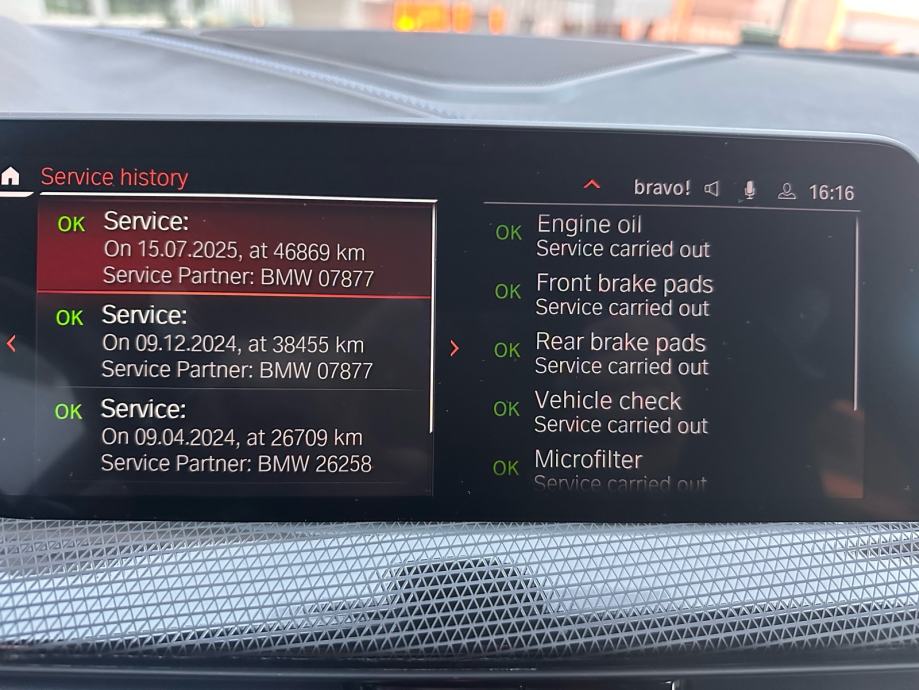 Service history
bravo! 16:16
OK Service:
On 15.07.2025, at 46869 km
Service Partner: BMW 07877
OK Service:
On 09.12.2024, at 38455 km
Service Partner: BMW 07877
OK Service:
On 09.04.2024, at 26709 km
Service Partner: BMW 26258
OK Engine oil
Service carried out
OK Front brake pads
Service carried out
OK Rear brake pads
Service carried out
OK Vehicle check
Service carried out
OK Microfilter
Service carried out